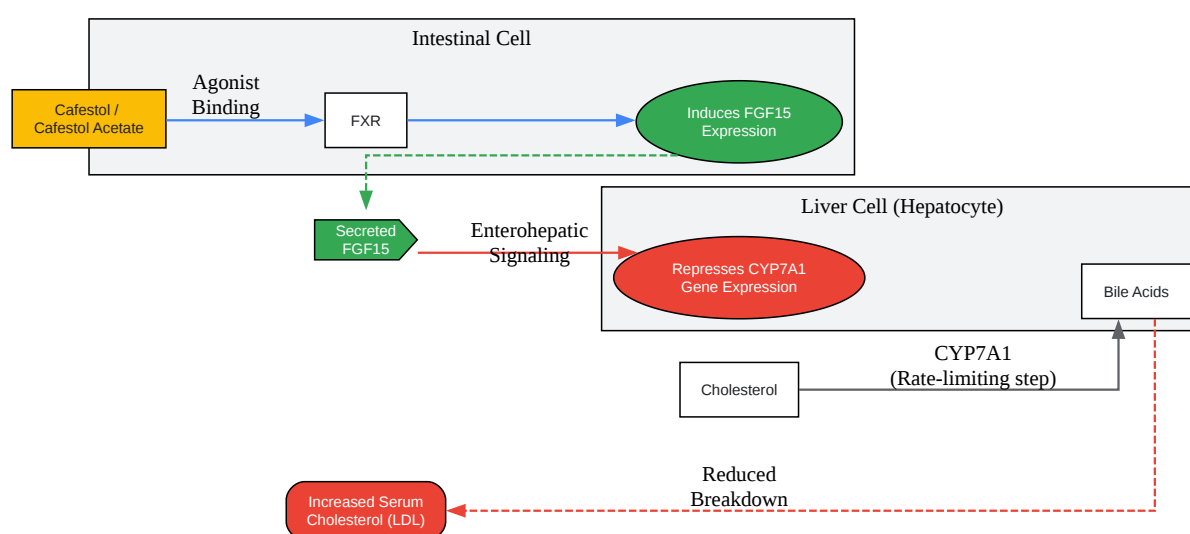 Intestinal Cell
Agonist
Binding
Cafestol /
Cafestol Acetate
FXR
Induces FGF15
Expression
Liver Cell (Hepatocyte)
Secreted
FGF15
Enterohepatic
Signaling
Represses CYP7A1
Gene Expression
Bile Acids
CYP7A1
(Rate-limiting step)
Cholesterol
Reduced
Breakdown
Increased Serum
Cholesterol (LDL)